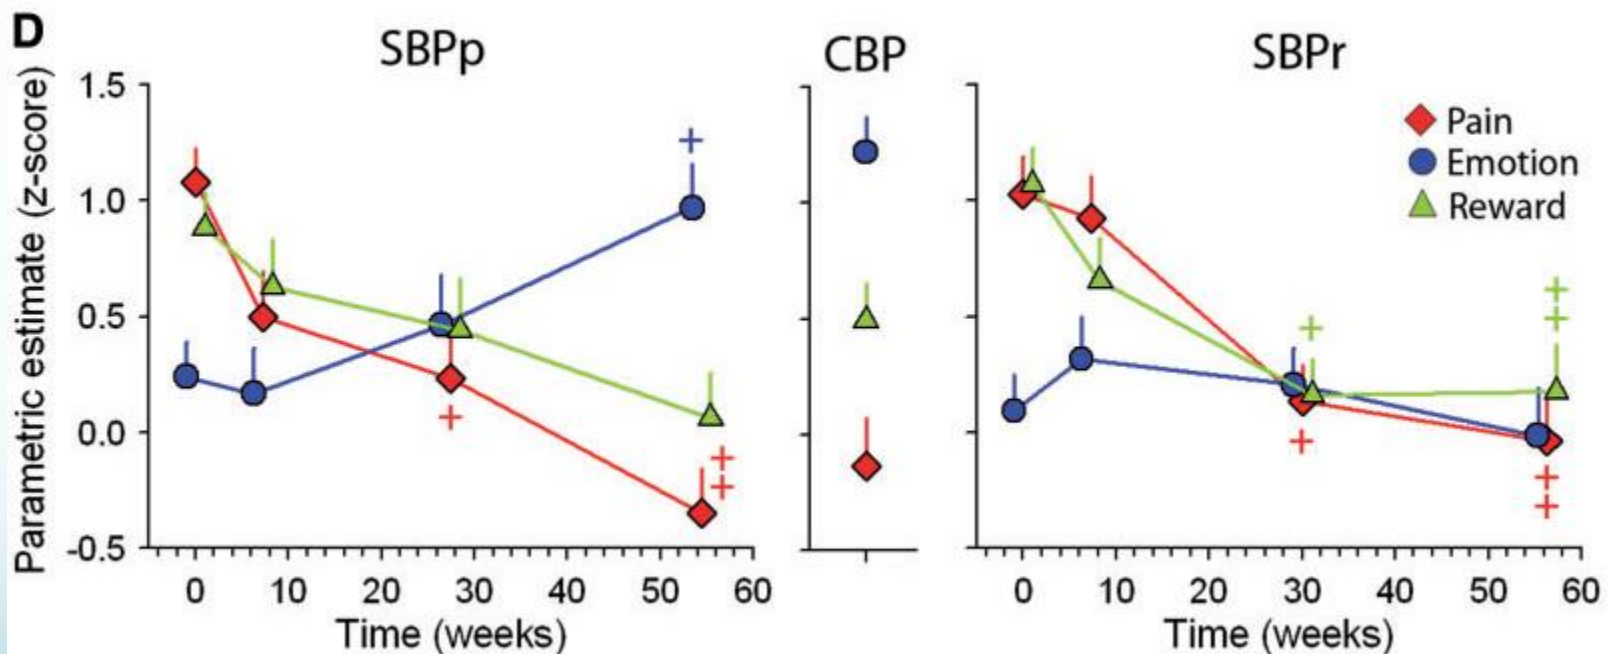 D
SBPp
CBP
SBPr
Parametric estimate (z-score)
1.5
1.0
0.5
0.0
-0.5
+
+
+
+
0 10 20 30 40 50 60
Time (weeks)
Pain
Emotion
Reward
+
+
+
+
+
+
0 10 20 30 40 50 60
Time (weeks)